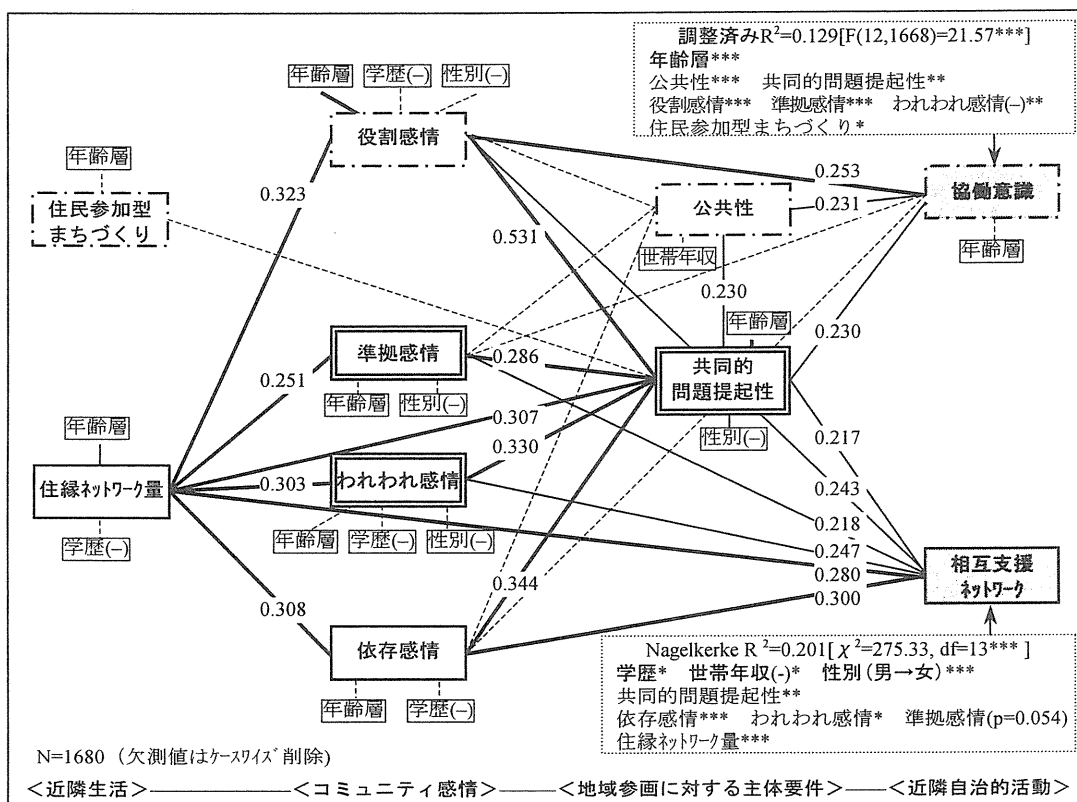 調整済みR²=0.129[F(12,1668)=21.57***]
年齢層***
公共性*** 共同的問題提起性**
役割感情*** 準拠感情*** われわれ感情(–)**
住民参加型まちづくり*
年齢層 学歴(–) 性別(–)
役割感情
年齢層
住民参加型
まちづくり
0.323
0.253
0.231
公共性
協働意識
世帯年収
年齢層
0.531
0.230
年齢層
0.230
準拠感情
0.286
共同的
問題提起性
0.251
年齢層 性別(–)
0.307
0.330
性別(–)
0.217
年齢層
住縁ネットワーク量
0.303
われわれ感情
0.243
0.218
学歴(–)
年齢層 学歴(–) 性別(–)
0.247
0.280
0.300
相互支援
ネットワーク
0.308
0.344
依存感情
年齢層 学歴(–)
Nagelkerke R ²=0.201[ χ²=275.33, df=13*** ]
学歴* 世帯年収(-)* 性別(男→女)***
共同的問題提起性**
依存感情*** われわれ感情* 準拠感情(p=0.054)
住縁ネットワーク量***
N=1680 (欠測値はケースワイズ削除)
<近隣生活>————<コミュニティ感情>——<地域参画に対する主体要件>——<近隣自治的活動>